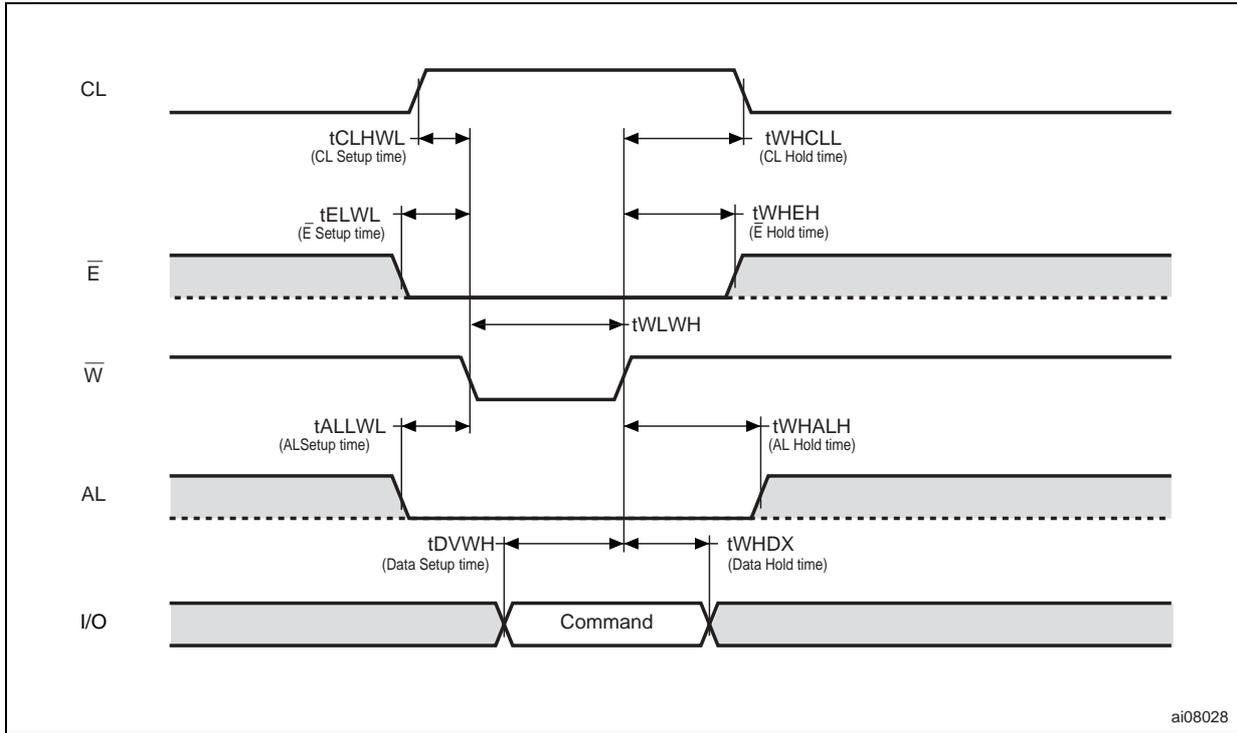 CL
tCLHWL
(CL Setup time)
tWHCLL
(CL Hold time)
tELWL
(E̅ Setup time)
tWHEH
(E̅ Hold time)
E̅
tWLWH
W̅
tALLWL
(ALSetup time)
tWHALH
(AL Hold time)
AL
tDVWH
(Data Setup time)
tWHDX
(Data Hold time)
I/O
Command
ai08028